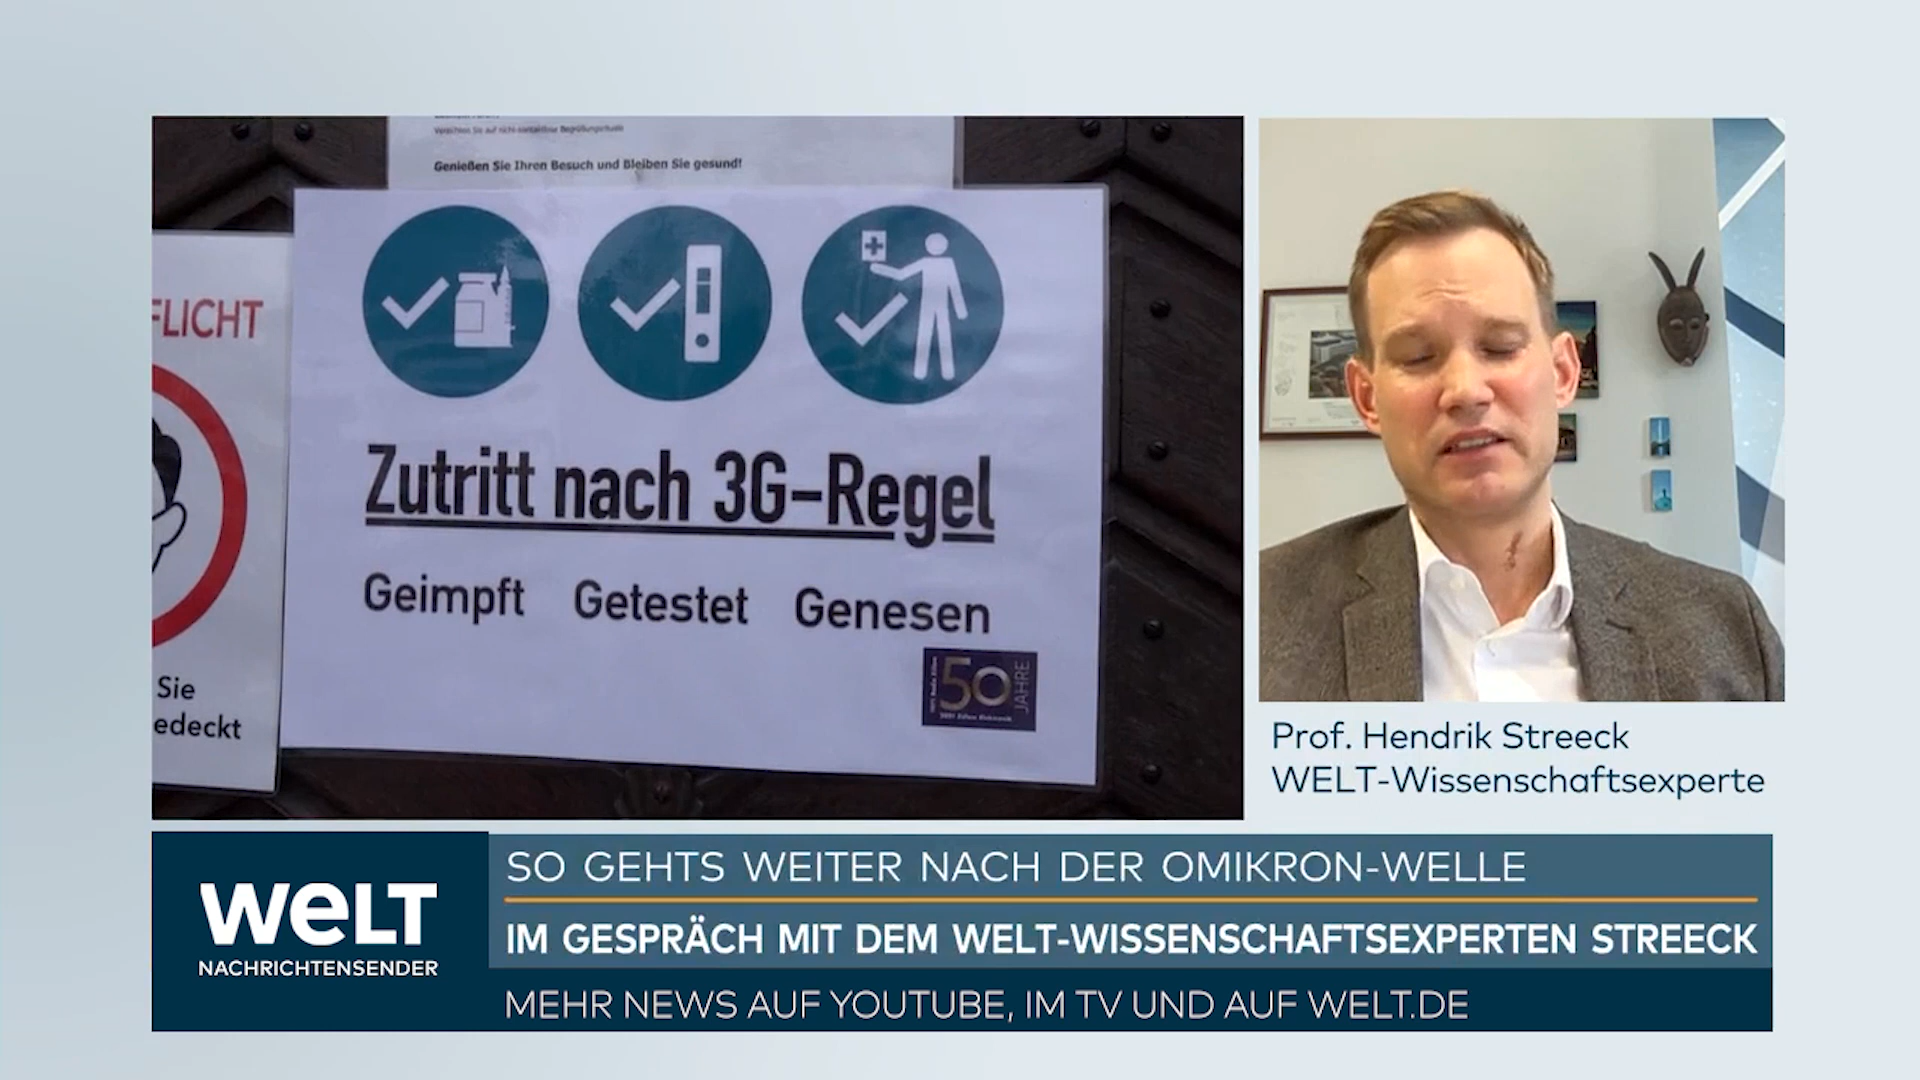 Genießen Sie Ihren Besuch und Bleiben Sie gesund!
FLICHT
Sie
edeckt
Zutritt nach 3G-Regel
Geimpft Getestet Genesen
50
JAHRE
Prof. Hendrik Streeck
WELT-Wissenschaftsexperte
WELT
NACHRICHTENSENDER
SO GEHTS WEITER NACH DER OMIKRON-WELLE
IM GESPRÄCH MIT DEM WELT-WISSENSCHAFTSEXPERTEN STREECK
MEHR NEWS AUF YOUTUBE, IM TV UND AUF WELT.DE